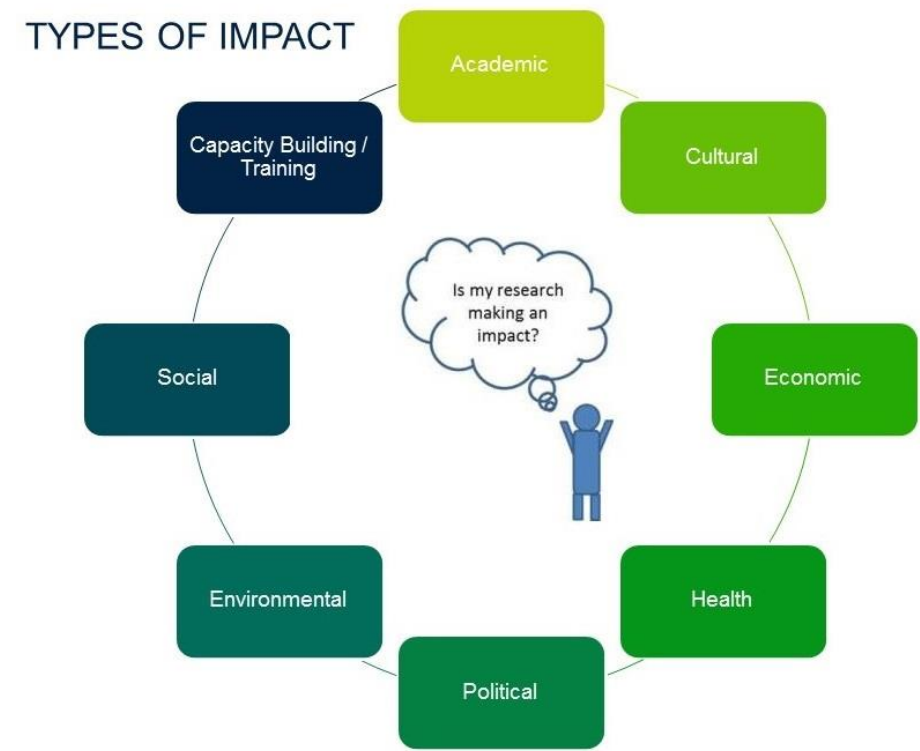 TYPES OF IMPACT
Academic
Cultural
Economic
Health
Political
Environmental
Social
Capacity Building /
Training
Is my research
making an
impact?